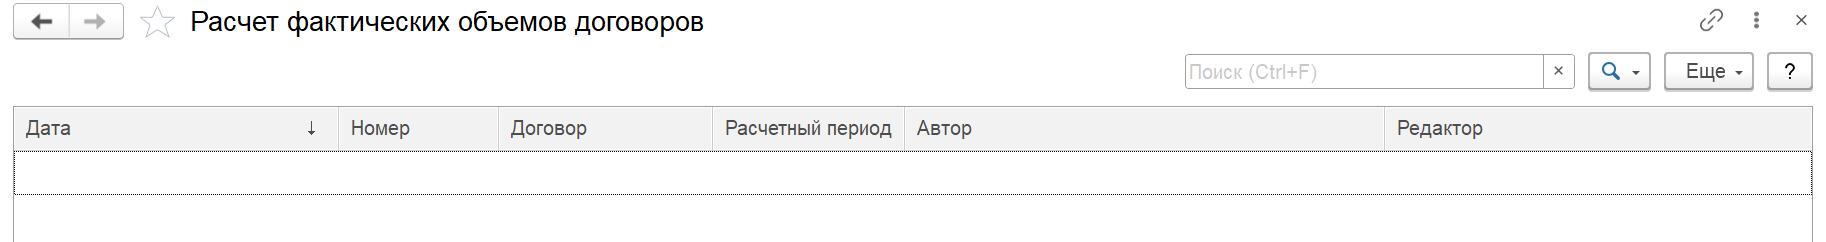 Расчет фактических объемов договоров
Поиск (Ctrl+F) × Еще ?
Дата ↓ Номер Договор Расчетный период Автор Редактор